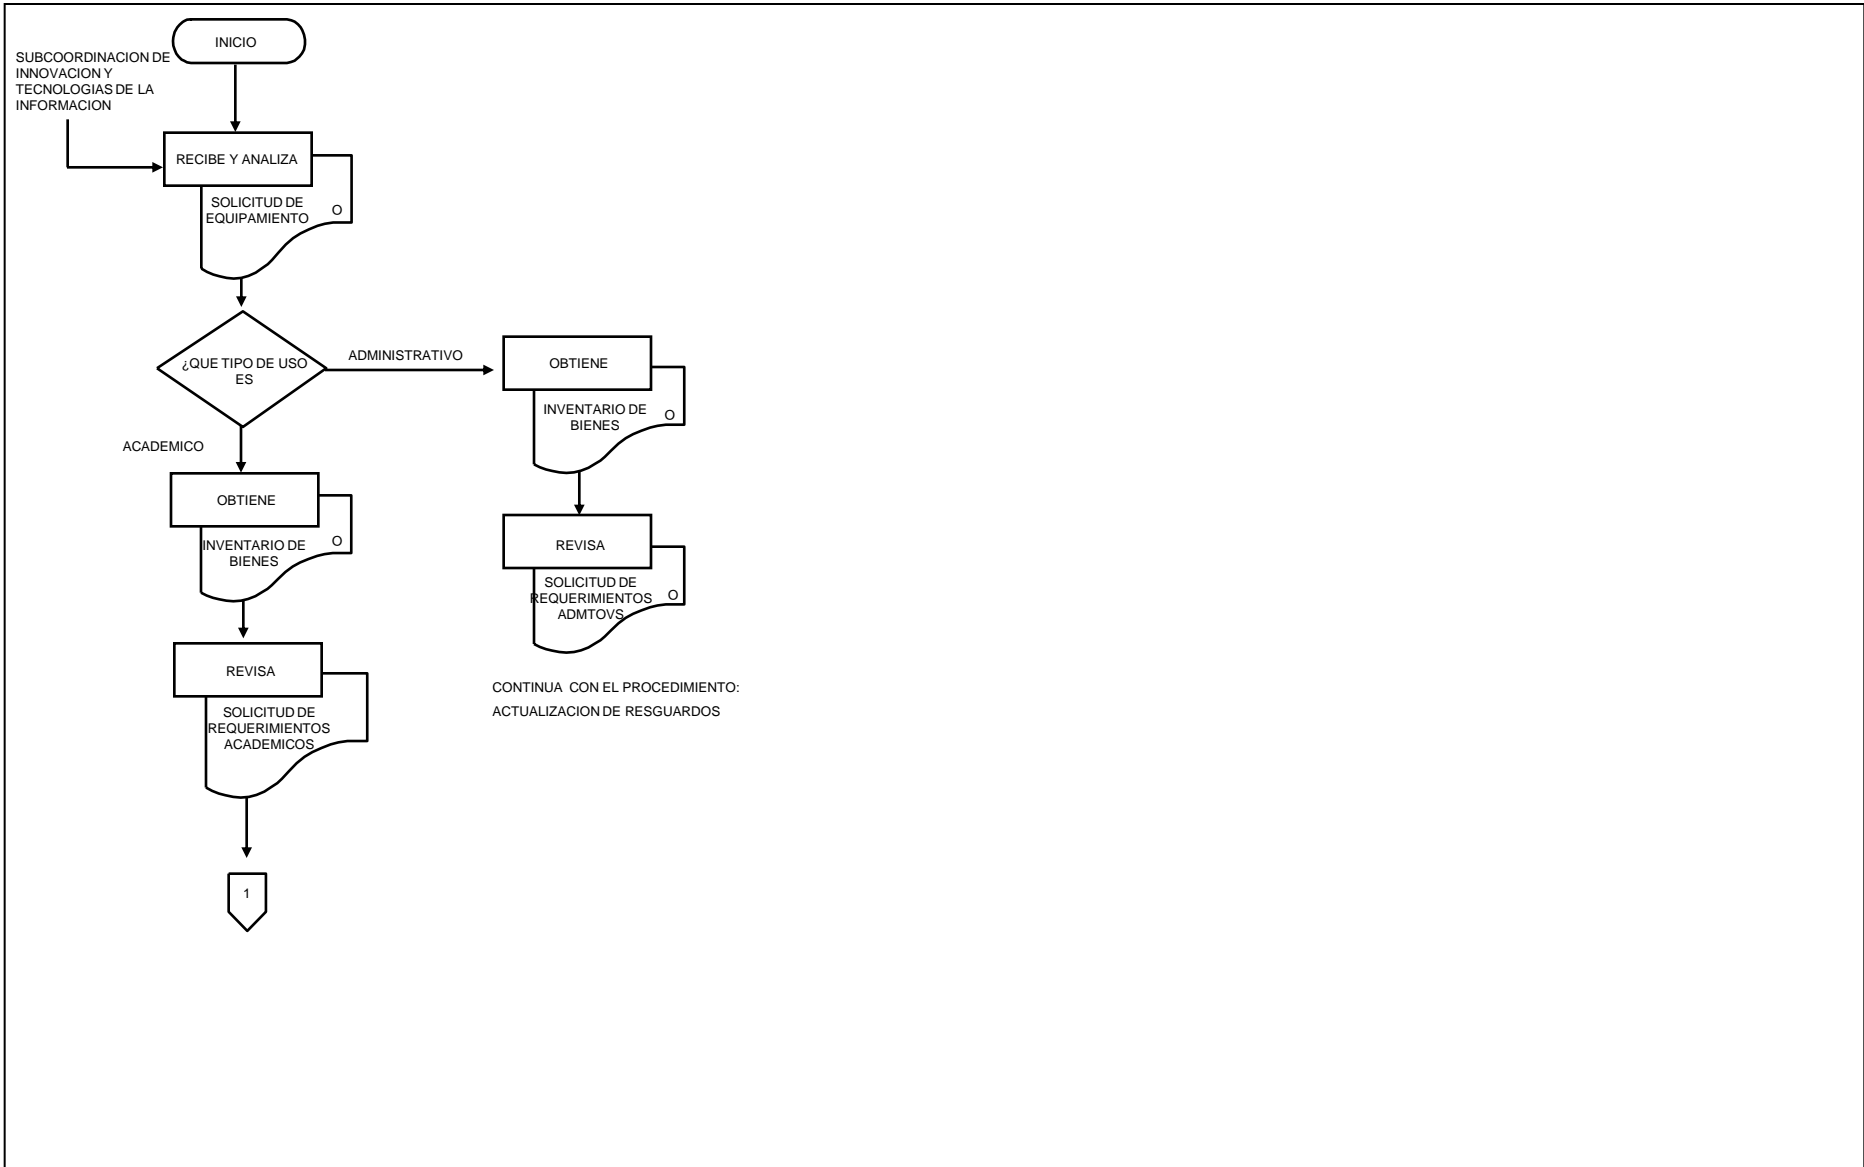 INICIO
SUBCOORDINACION DE
INNOVACION Y
TECNOLOGIAS DE LA
INFORMACION
RECIBE Y ANALIZA
SOLICITUD DE
EQUIPAMIENTO
O
¿QUE TIPO DE USO
ES
ADMINISTRATIVO
OBTIENE
INVENTARIO DE
BIENES
O
REVISA
SOLICITUD DE
REQUERIMIENTOS
ADMTOVS
O
CONTINUA CON EL PROCEDIMIENTO:
ACTUALIZACION DE RESGUARDOS
ACADEMICO
OBTIENE
INVENTARIO DE
BIENES
O
REVISA
SOLICITUD DE
REQUERIMIENTOS
ACADEMICOS
1